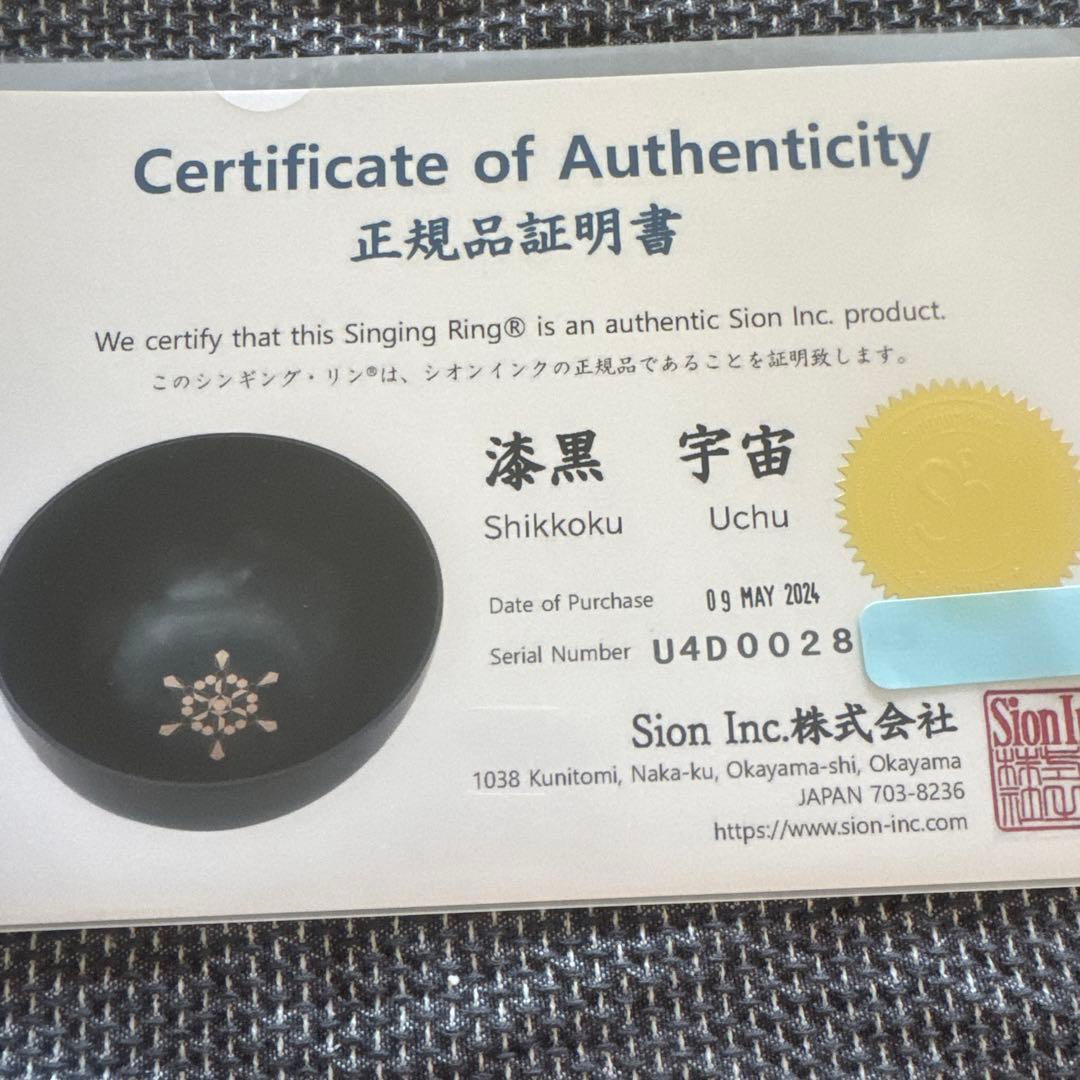 Certificate of Authenticity
正規品証明書
We certify that this Singing Ring® is an authentic Sion Inc. product.
このシンギング・リン®は、シオンインクの正規品であることを証明致します。
漆黒 宇宙
Shikkoku Uchu
Date of Purchase 09 MAY 2024
Serial Number U4D0028
Sion Inc.株式会社
1038 Kunitomi, Naka-ku, Okayama-shi, Okayama
JAPAN 703-8236
https://www.sion-inc.com
Sion